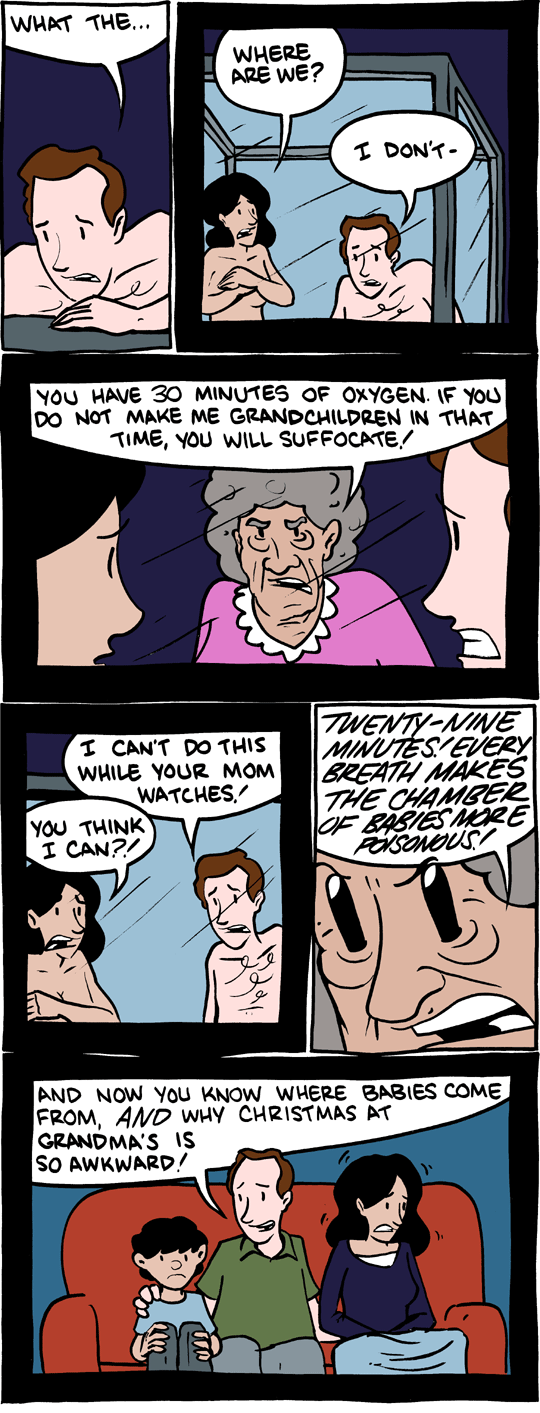 WHAT THE...
WHERE
ARE WE?
I DON'T-
YOU HAVE 30 MINUTES OF OXYGEN. IF YOU
DO NOT MAKE ME GRANDCHILDREN IN THAT
TIME, YOU WILL SUFFOCATE!
I CAN'T DO THIS
WHILE YOUR MOM
WATCHES!
YOU THINK
I CAN?!
TWENTY-NINE
MINUTES! EVERY
BREATH MAKES
THE CHAMBER
OF BABIES MORE
POISONOUS!
AND NOW YOU KNOW WHERE BABIES COME
FROM, AND WHY CHRISTMAS AT
GRANDMA'S IS
SO AWKWARD!